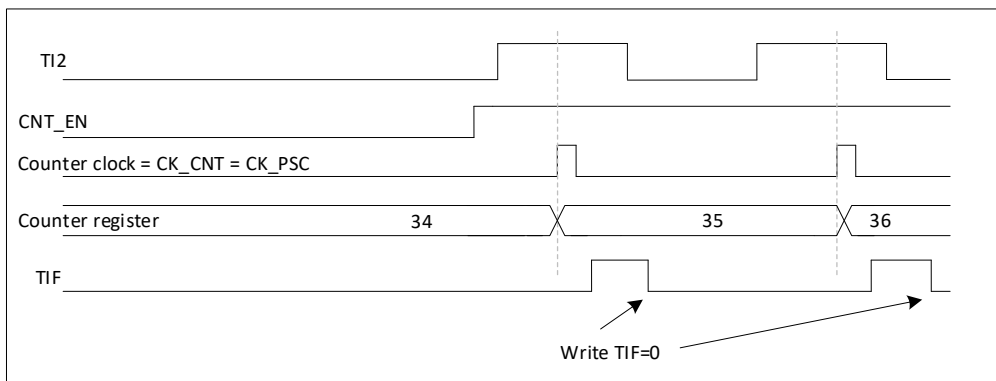 TI2
CNT_EN
Counter clock = CK_CNT = CK_PSC
Counter register 34 35 36
TIF
Write TIF=0